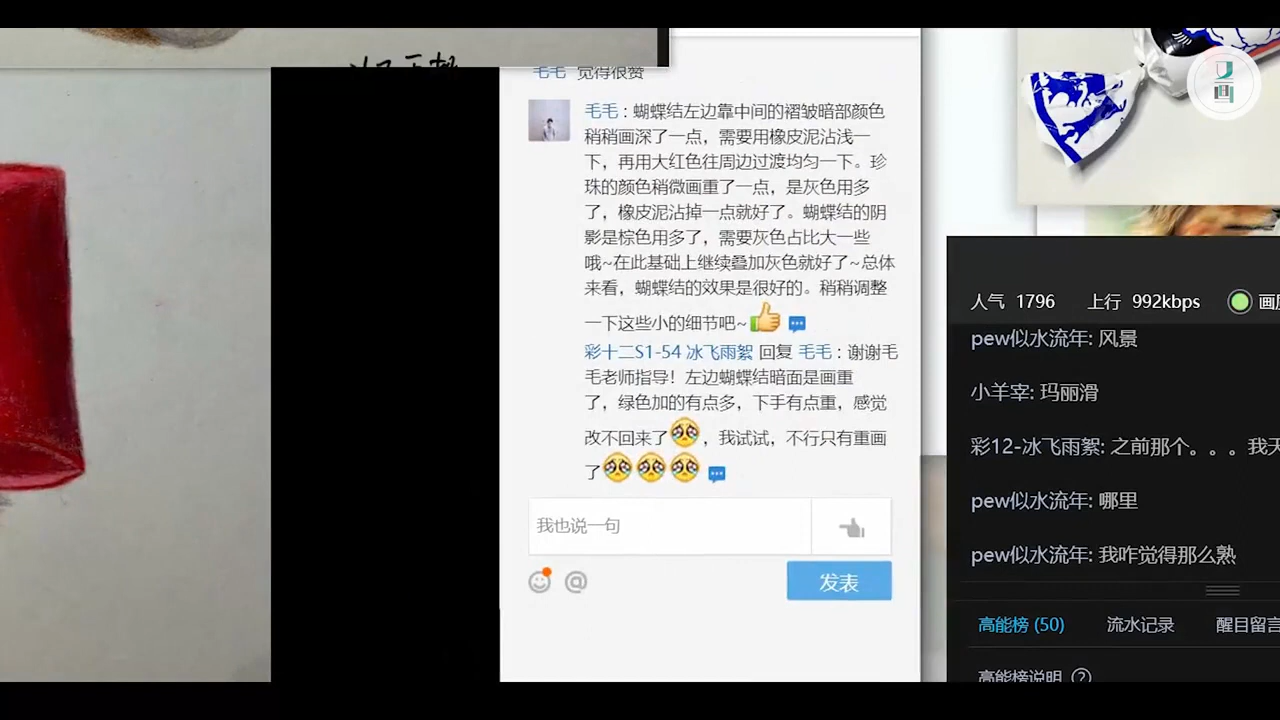 毛毛 觉得很赞
毛毛：蝴蝶结左边靠中间的褶皱暗部颜色
稍稍画深了一点，需要用橡皮泥沾浅一
下，再用大红色往周边过渡均匀一下。珍
珠的颜色稍微画重了一点，是灰色用多
了，橡皮泥沾掉一点就好了。蝴蝶结的阴
影是棕色用多了，需要灰色占比大一些
哦~在此基础上继续叠加灰色就好了~总体
来看，蝴蝶结的效果是很好的。稍稍调整
一下这些小的细节吧~
彩十二S1-54 冰飞雨絮 回复 毛毛：谢谢毛
毛老师指导！左边蝴蝶结暗面是画重
了，绿色加的有点多，下手有点重，感觉
改不回来了，我试试，不行只有重画
了
我也说一句
发表
人气 1796 上行 992kbps 画
pew似水流年: 风景
小羊宰: 玛丽滑
彩12-冰飞雨絮: 之前那个。。。我天
pew似水流年: 哪里
pew似水流年: 我咋觉得那么熟
高能榜 (50) 流水记录 醒目留言
高能榜说明